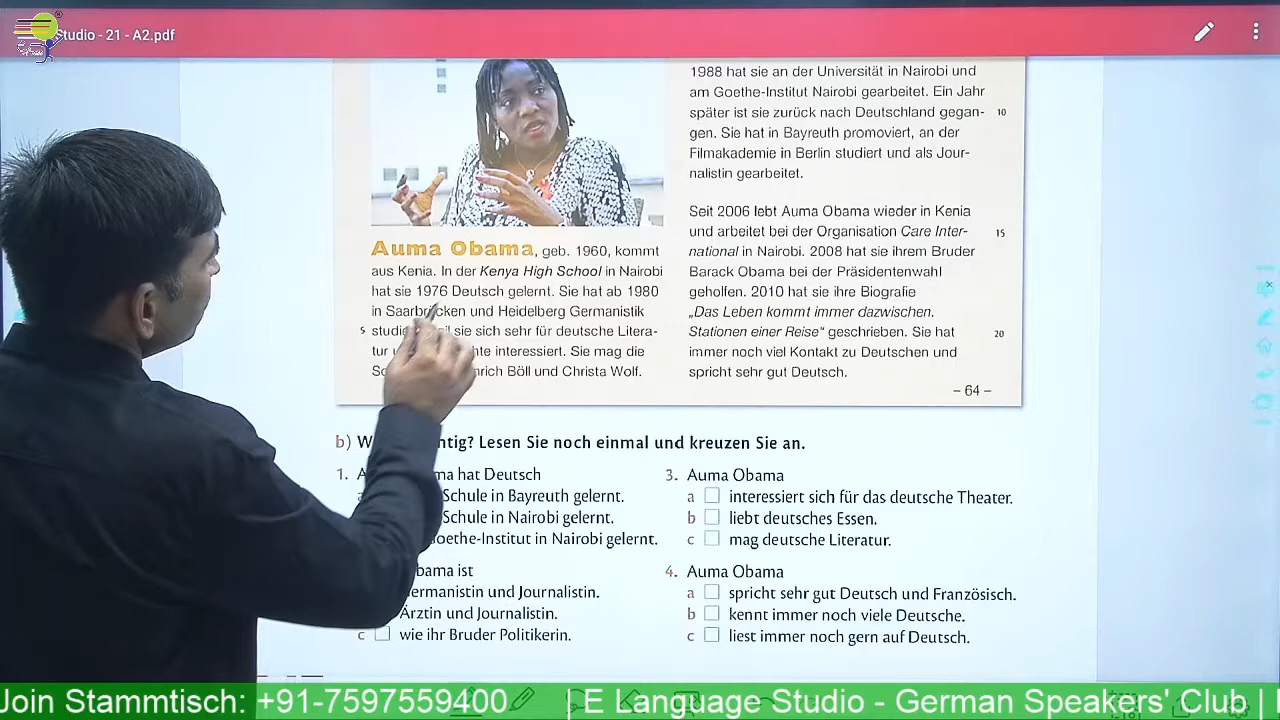 Studio - 21 - A2.pdf
Auma Obama, geb. 1960, kommt
aus Kenia. In der Kenya High School in Nairobi
hat sie 1976 Deutsch gelernt. Sie hat ab 1980
in Saarbrücken und Heidelberg Germanistik
5 sie sich sehr für deutsche Litera-
tur interessiert. Sie mag die
Böll und Christa Wolf.
1988 hat sie an der Universität in Nairobi und
am Goethe-Institut Nairobi gearbeitet. Ein Jahr
später ist sie zurück nach Deutschland gegan- 10
gen. Sie hat in Bayreuth promoviert, an der
Filmakademie in Berlin studiert und als Jour-
nalistin gearbeitet.
Seit 2006 lebt Auma Obama wieder in Kenia
und arbeitet bei der Organisation Care Inter- 15
national in Nairobi. 2008 hat sie ihrem Bruder
Barack Obama bei der Präsidentenwahl
geholfen. 2010 hat sie ihre Biografie
„Das Leben kommt immer dazwischen.
Stationen einer Reise“ geschrieben. Sie hat 20
immer noch viel Kontakt zu Deutschen und
spricht sehr gut Deutsch.
– 64 –
b) Lesen Sie noch einmal und kreuzen Sie an.
1. hat Deutsch
Schule in Bayreuth gelernt.
Schule in Nairobi gelernt.
Goethe-Institut in Nairobi gelernt.
Obama ist
Germanistin und Journalistin.
Ärztin und Journalistin.
c wie ihr Bruder Politikerin.
3. Auma Obama
a interessiert sich für das deutsche Theater.
b liebt deutsches Essen.
c mag deutsche Literatur.
4. Auma Obama
a spricht sehr gut Deutsch und Französisch.
b kennt immer noch viele Deutsche.
c liest immer noch gern auf Deutsch.
Join Stammtisch: +91-7597559400 | E Language Studio - German Speakers' Club |